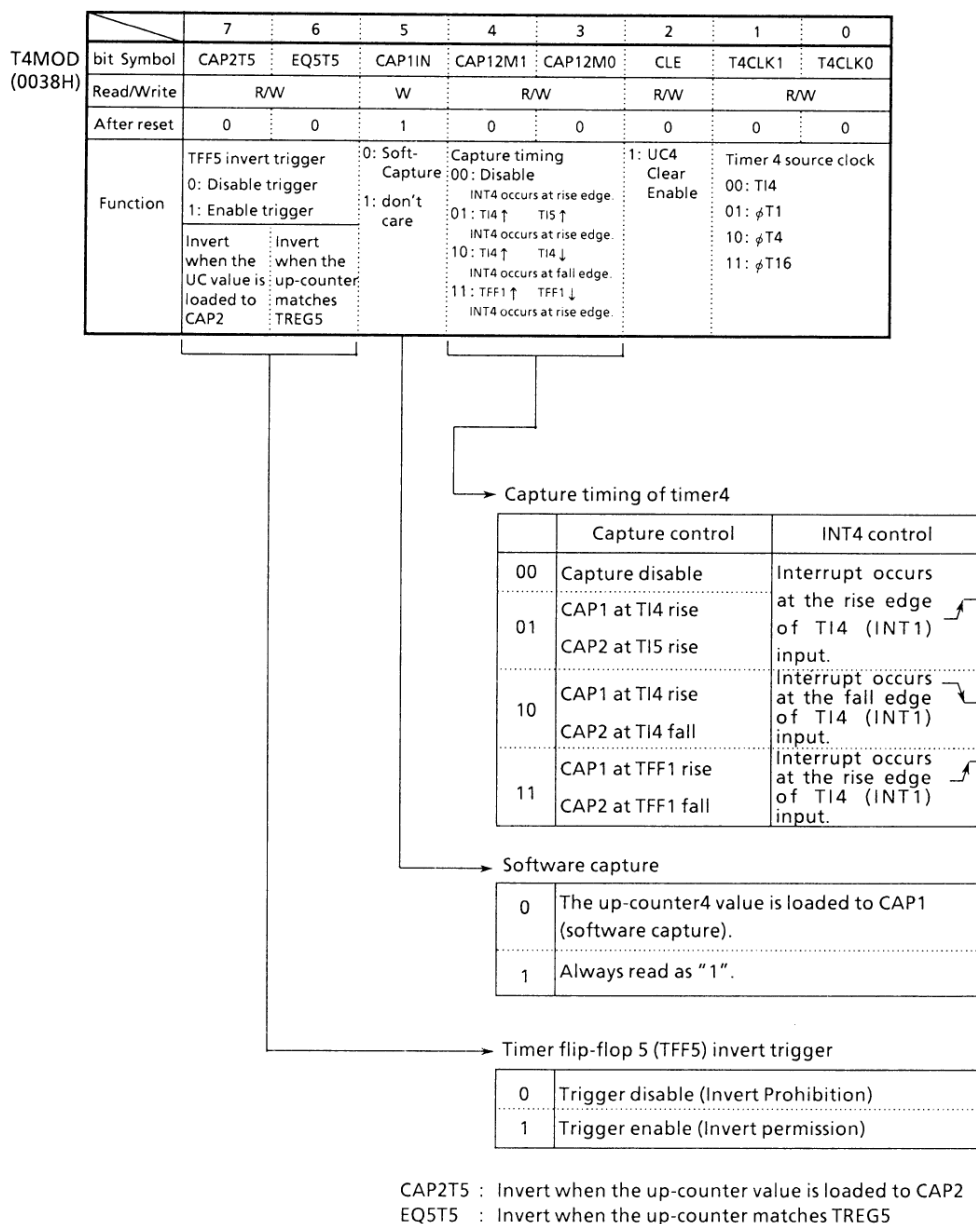 7 6 5 4 3 2 1 0
T4MOD
(0038H)
bit Symbol CAP2T5 EQ5T5 CAP1IN CAP12M1 CAP12M0 CLE T4CLK1 T4CLK0
Read/Write R/W W R/W R/W R/W
After reset 0 0 1 0 0 0 0 0
Function
TFF5 invert trigger
0: Disable trigger
1: Enable trigger
Invert
when the
UC value is
loaded to
CAP2
Invert
when the
up-counter
matches
TREG5
0: Soft-
Capture
1: don't
care
Capture timing
00: Disable
INT4 occurs at rise edge.
01: TI4↑ TI5↑
INT4 occurs at rise edge.
10: TI4↑ TI4↓
INT4 occurs at fall edge.
11: TFF1↑ TFF1↓
INT4 occurs at rise edge.
1: UC4
Clear
Enable
Timer 4 source clock
00: TI4
01: ϕT1
10: ϕT4
11: ϕT16
Capture timing of timer4
Capture control INT4 control
00 Capture disable
01 CAP1 at TI4 rise
CAP2 at TI5 rise
Interrupt occurs
at the rise edge
of TI4 (INT1)
input.
10 CAP1 at TI4 rise
CAP2 at TI4 fall
Interrupt occurs
at the fall edge
of TI4 (INT1)
input.
11 CAP1 at TFF1 rise
CAP2 at TFF1 fall
Interrupt occurs
at the rise edge
of TI4 (INT1)
input.
Software capture
0 The up-counter4 value is loaded to CAP1
(software capture).
1 Always read as "1".
Timer flip-flop 5 (TFF5) invert trigger
0 Trigger disable (Invert Prohibition)
1 Trigger enable (Invert permission)
CAP2T5 : Invert when the up-counter value is loaded to CAP2
EQ5T5 : Invert when the up-counter matches TREG5